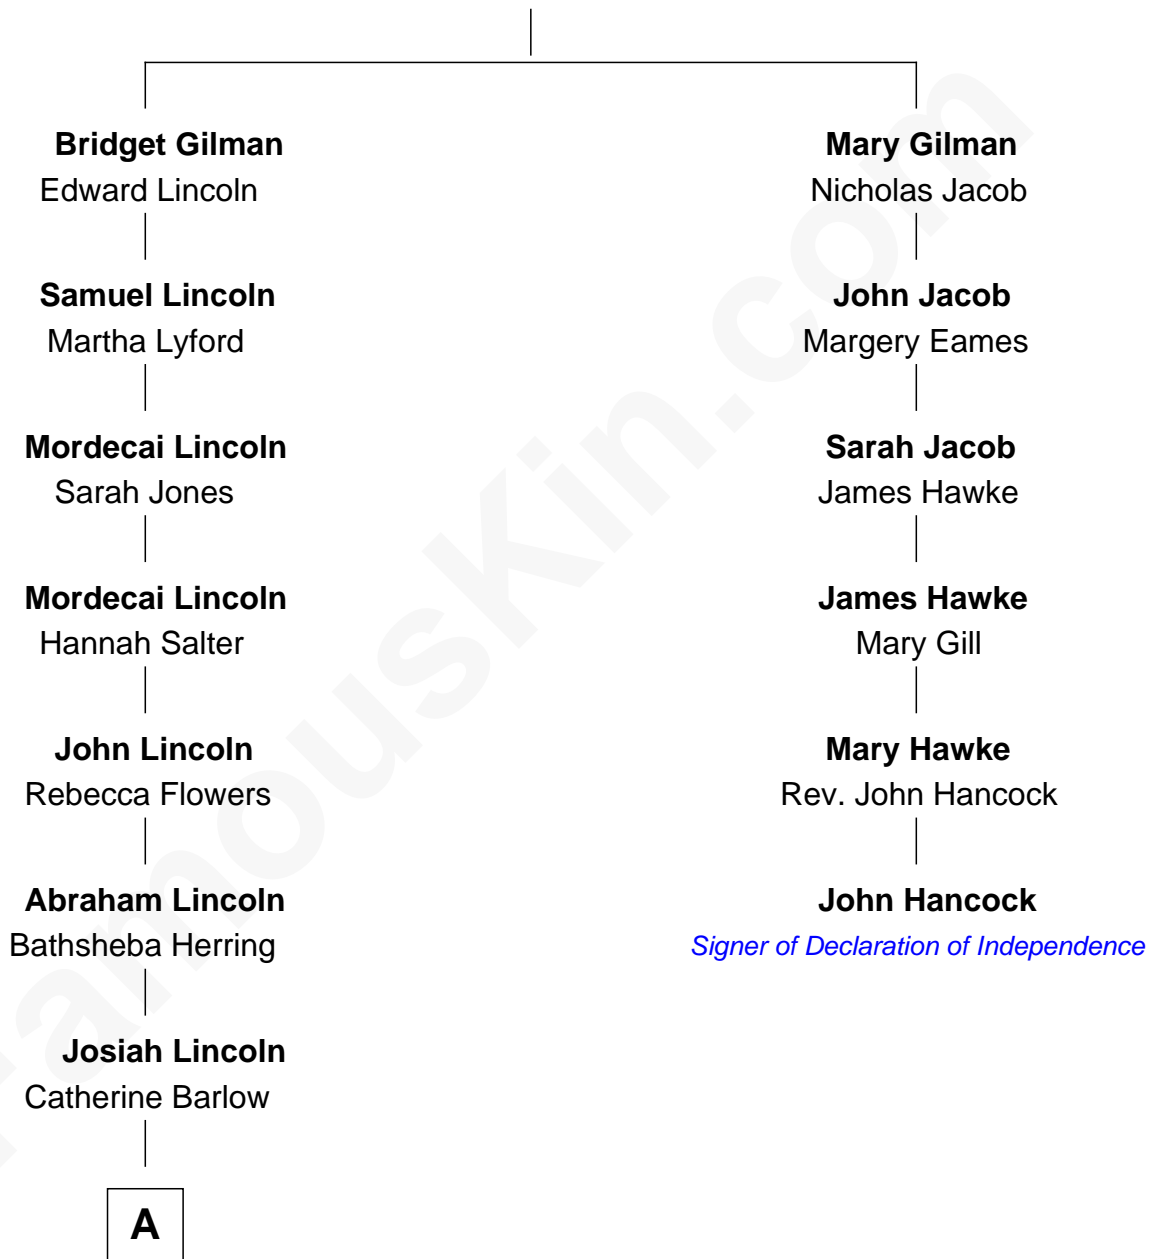 Bridget Gilman
Edward Lincoln
Mary Gilman
Nicholas Jacob
Samuel Lincoln
Martha Lyford
John Jacob
Margery Eames
Mordecai Lincoln
Sarah Jones
Sarah Jacob
James Hawke
Mordecai Lincoln
Hannah Salter
James Hawke
Mary Gill
John Lincoln
Rebecca Flowers
Mary Hawke
Rev. John Hancock
Abraham Lincoln
Bathsheba Herring
John Hancock
Signer of Declaration of Independence
Josiah Lincoln
Catherine Barlow
A
FamousKin.com